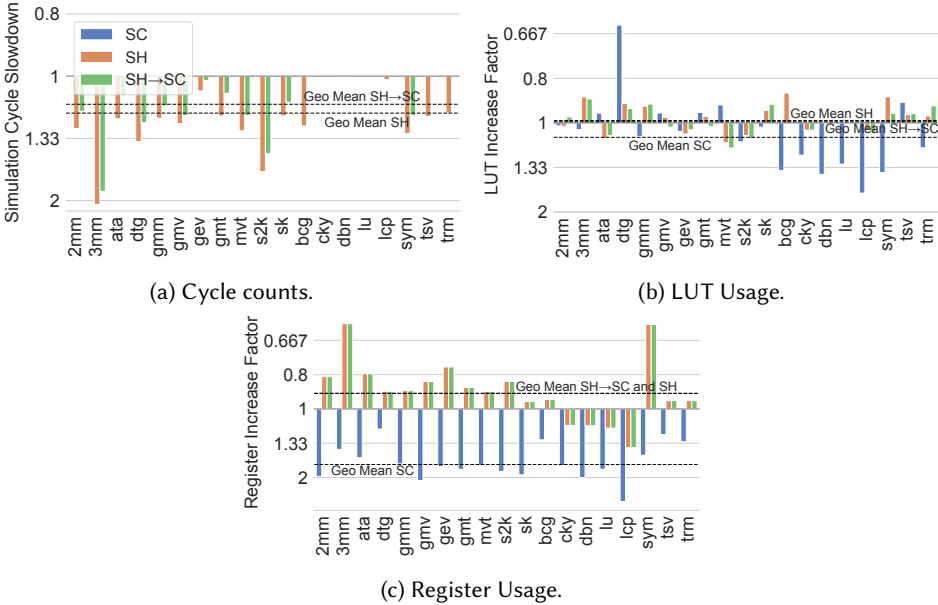 Simulation Cycle Slowdown
0.8
1
1.33
2
SC
SH
SH→SC
Geo Mean SH→SC
Geo Mean SH
2mm
3mm
ata
dtg
gmm
gmv
gev
gmt
mvt
s2k
sk
bcg
cky
dbn
lu
lcp
sym
tsv
trm
(a) Cycle counts.
LUT Increase Factor
0.667
0.8
1
1.33
2
Geo Mean SH
Geo Mean SH→SC
Geo Mean SC
2mm
3mm
ata
dtg
gmm
gmv
gev
gmt
mvt
s2k
sk
bcg
cky
dbn
lu
lcp
sym
tsv
trm
(b) LUT Usage.
Register Increase Factor
0.667
0.8
1
1.33
2
Geo Mean SH→SC and SH
Geo Mean SC
2mm
3mm
ata
dtg
gmm
gmv
gev
gmt
mvt
s2k
sk
bcg
cky
dbn
lu
lcp
sym
tsv
trm
(c) Register Usage.